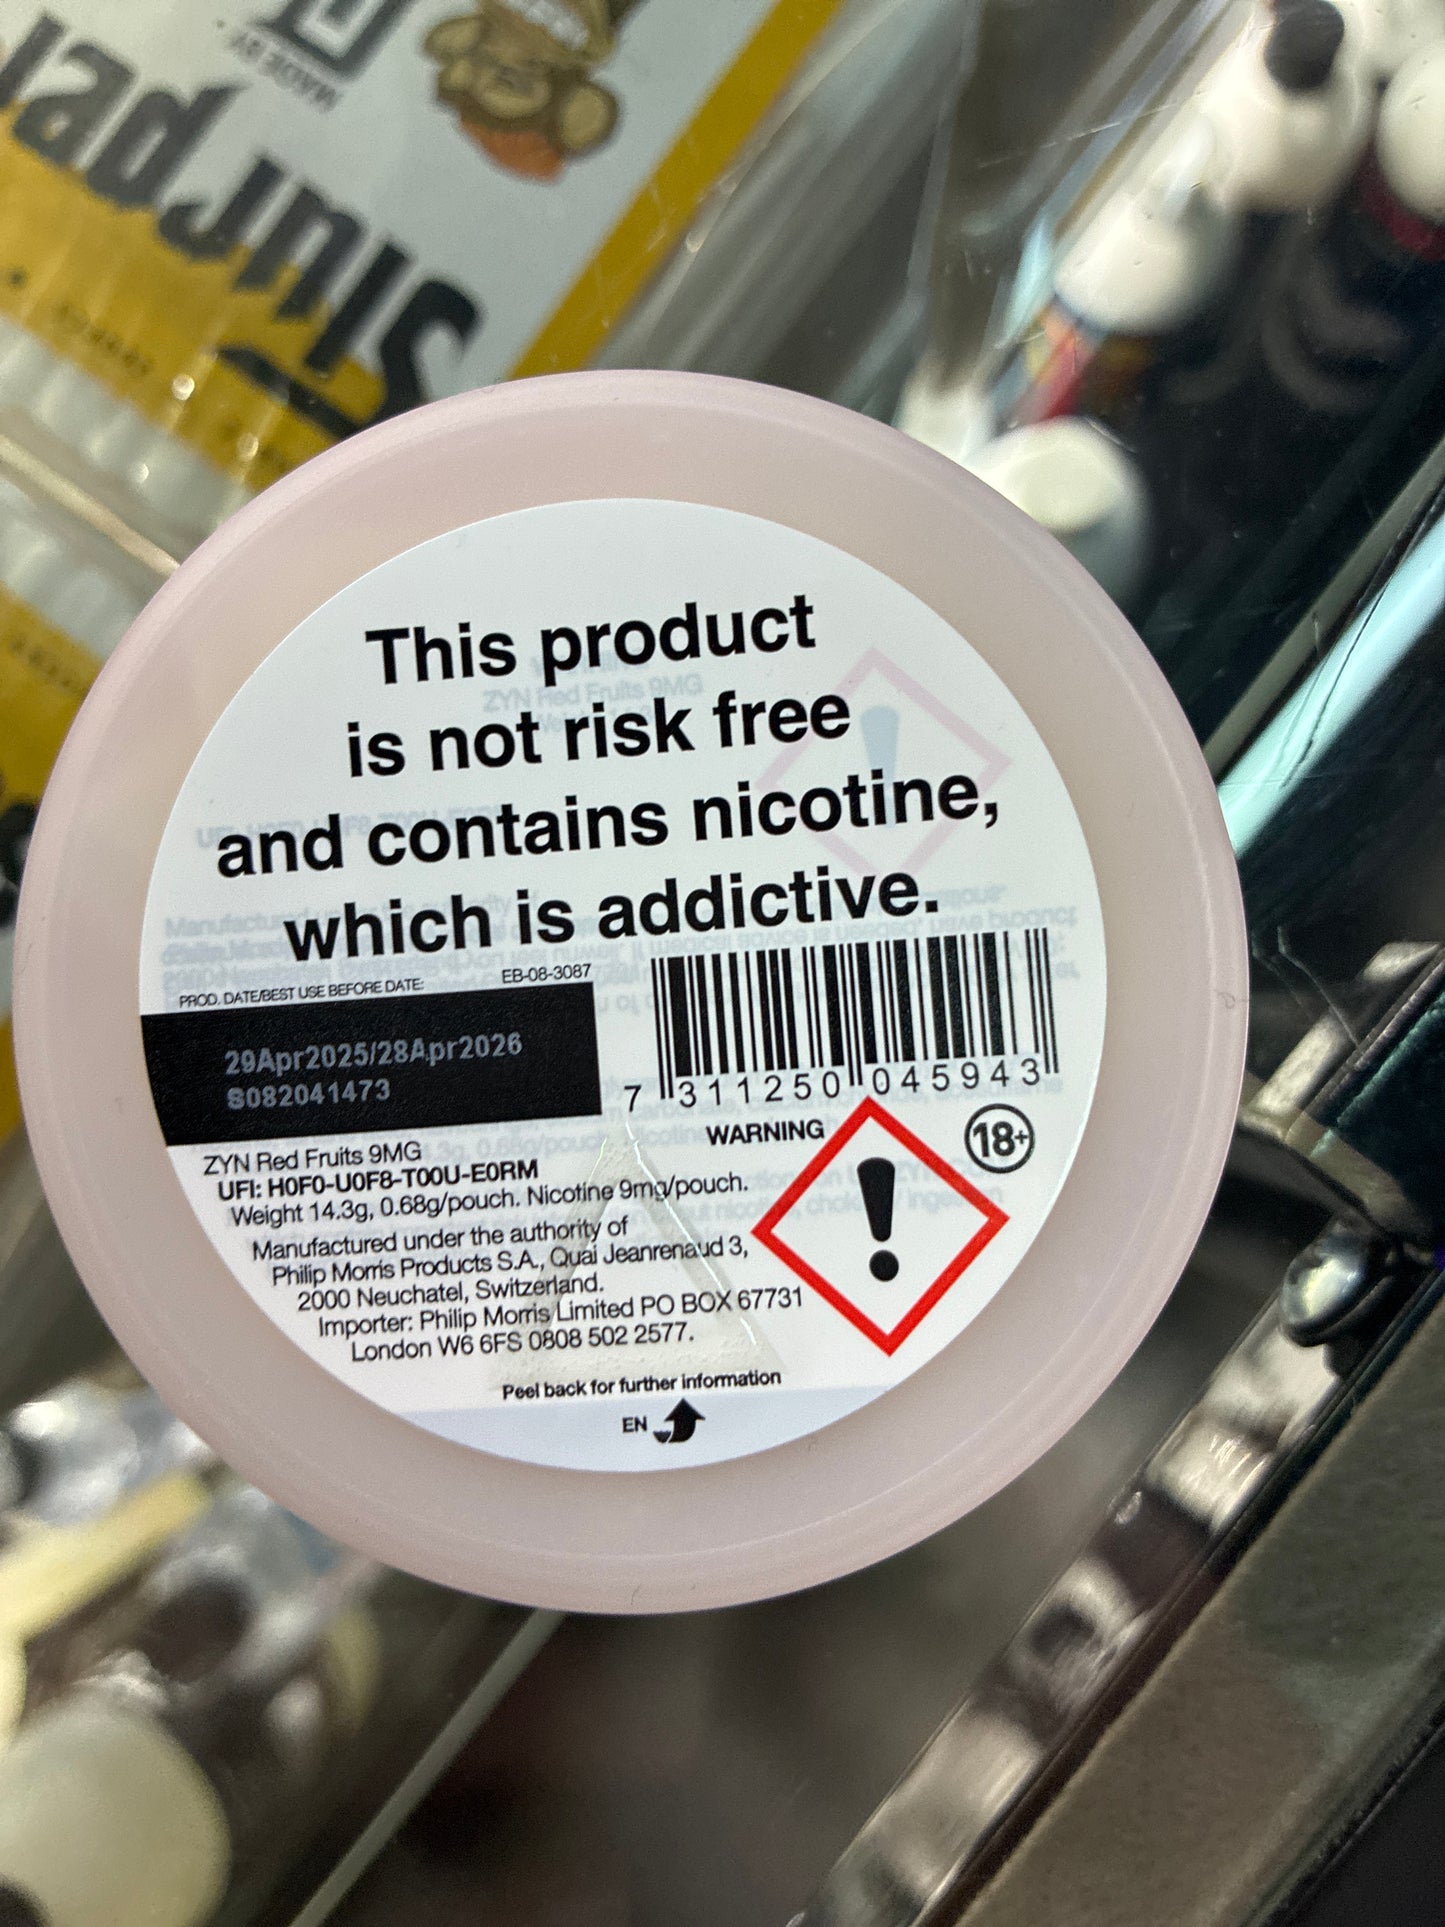 MADE BY
slurper
This product
is not risk free
and contains nicotine,
which is addictive.
PROD. DATE/BEST USE BEFORE DATE:
EB-08-3087
29Apr2025/28Apr2026
S082041473
7 311250 045943
ZYN Red Fruits 9MG
UFI: H0F0-U0F8-T00U-E0RM
Weight 14.3g, 0.68g/pouch. Nicotine 9mg/pouch.
Manufactured under the authority of
Philip Morris Products S.A., Quai Jeanrenaud 3,
2000 Neuchatel, Switzerland.
Importer: Philip Morris Limited PO BOX 67731
London W6 6FS 0808 502 2577.
WARNING
18+
Peel back for further information
EN